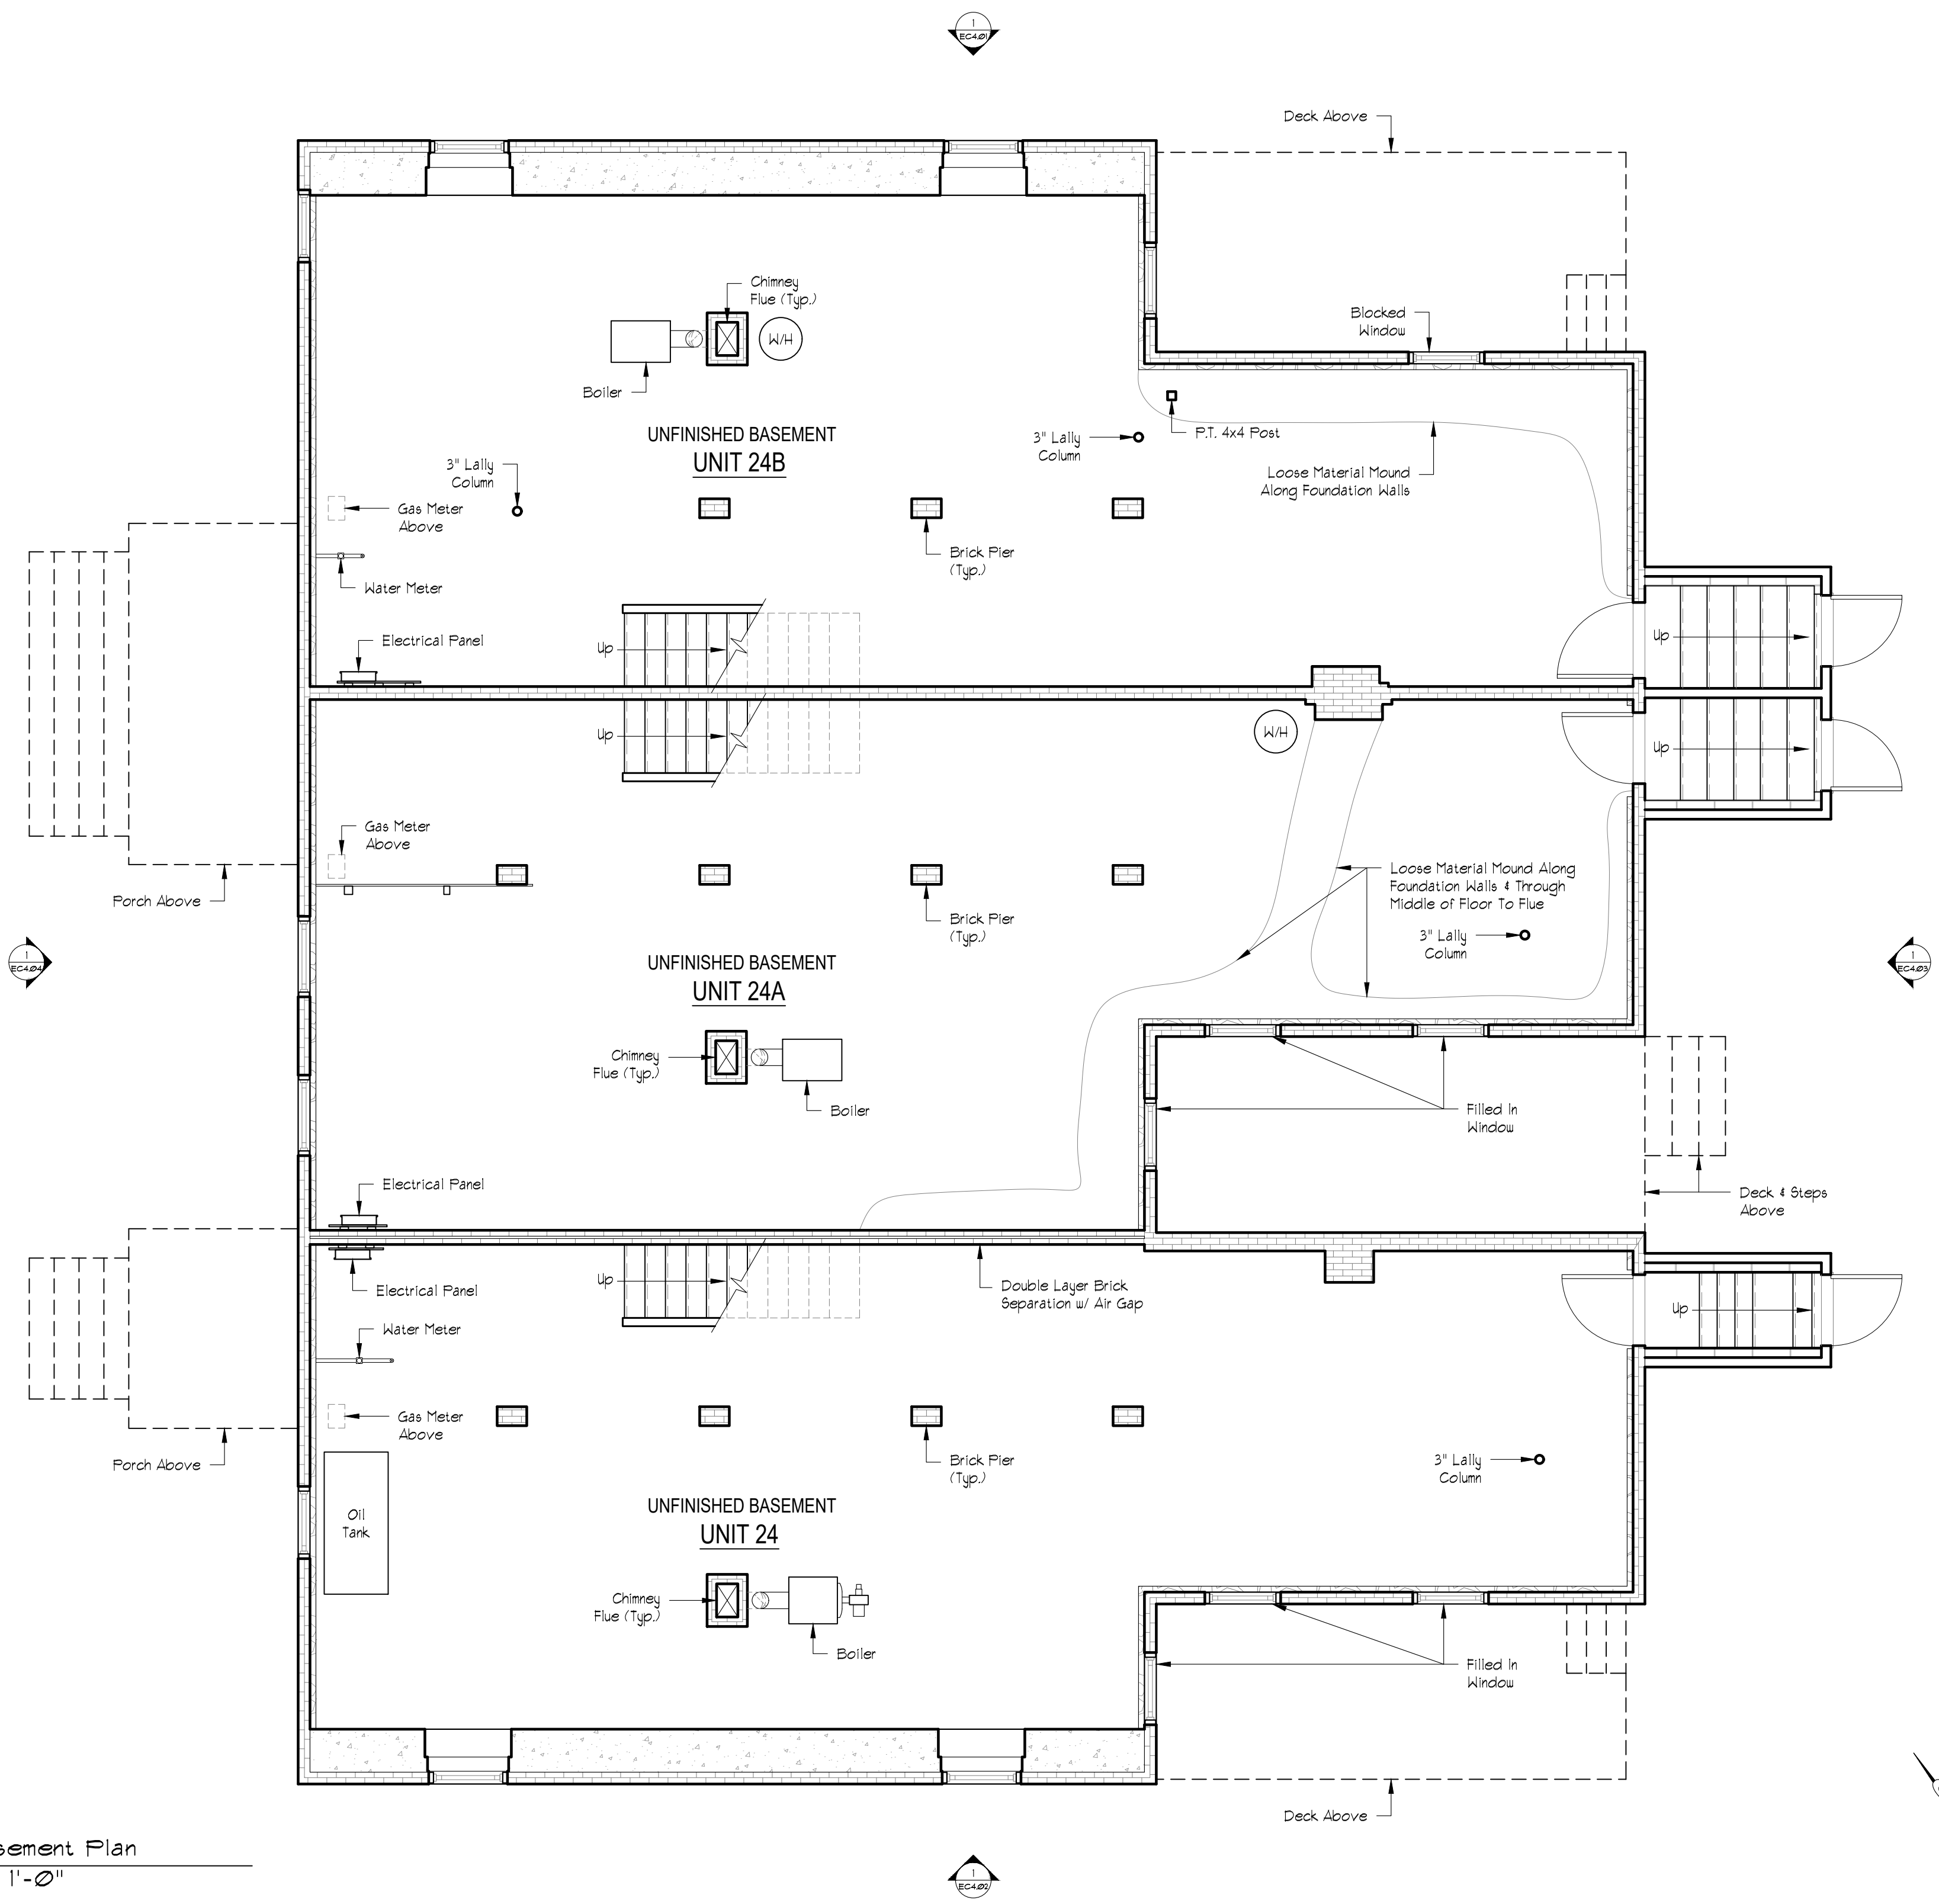 1
EC4.01
Deck Above
Chimney
Flue (Typ.)
W/H
Boiler
Blocked
Window
UNFINISHED BASEMENT
UNIT 24B
3" Lally
Column
P.T. 4x4 Post
3" Lally
Column
Loose Material Mound
Along Foundation Walls
Gas Meter
Above
Brick Pier
(Typ.)
Water Meter
Electrical Panel
Up
Up
Up
W/H
Up
Gas Meter
Above
Porch Above
Brick Pier
(Typ.)
Loose Material Mound Along
Foundation Walls & Through
Middle of Floor To Flue
3" Lally
Column
1
EC4.04
1
EC4.03
UNFINISHED BASEMENT
UNIT 24A
Chimney
Flue (Typ.)
Boiler
Filled In
Window
Electrical Panel
Deck & Steps
Above
Electrical Panel
Up
Double Layer Brick
Separation w/ Air Gap
Up
Water Meter
Gas Meter
Above
Porch Above
Brick Pier
(Typ.)
3" Lally
Column
Oil
Tank
UNFINISHED BASEMENT
UNIT 24
Chimney
Flue (Typ.)
Boiler
Filled In
Window
Deck Above
sement Plan
1'-0"
1
EC4.02